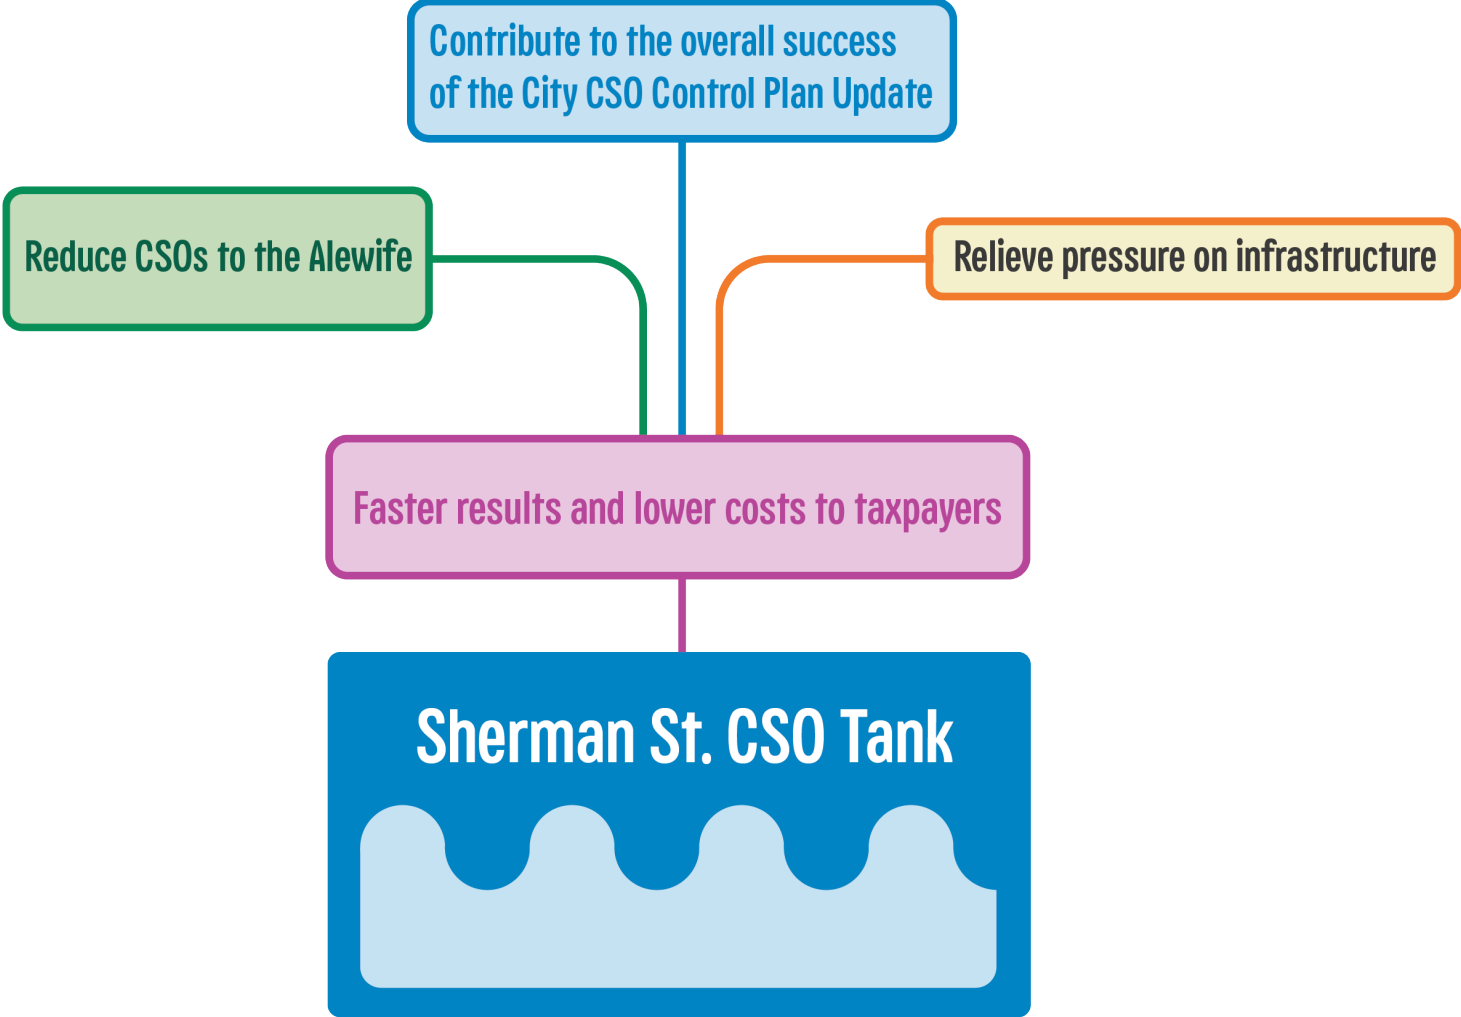 Contribute to the overall success
of the City CSO Control Plan Update
Reduce CSOs to the Alewife
Relieve pressure on infrastructure
Faster results and lower costs to taxpayers
Sherman St. CSO Tank